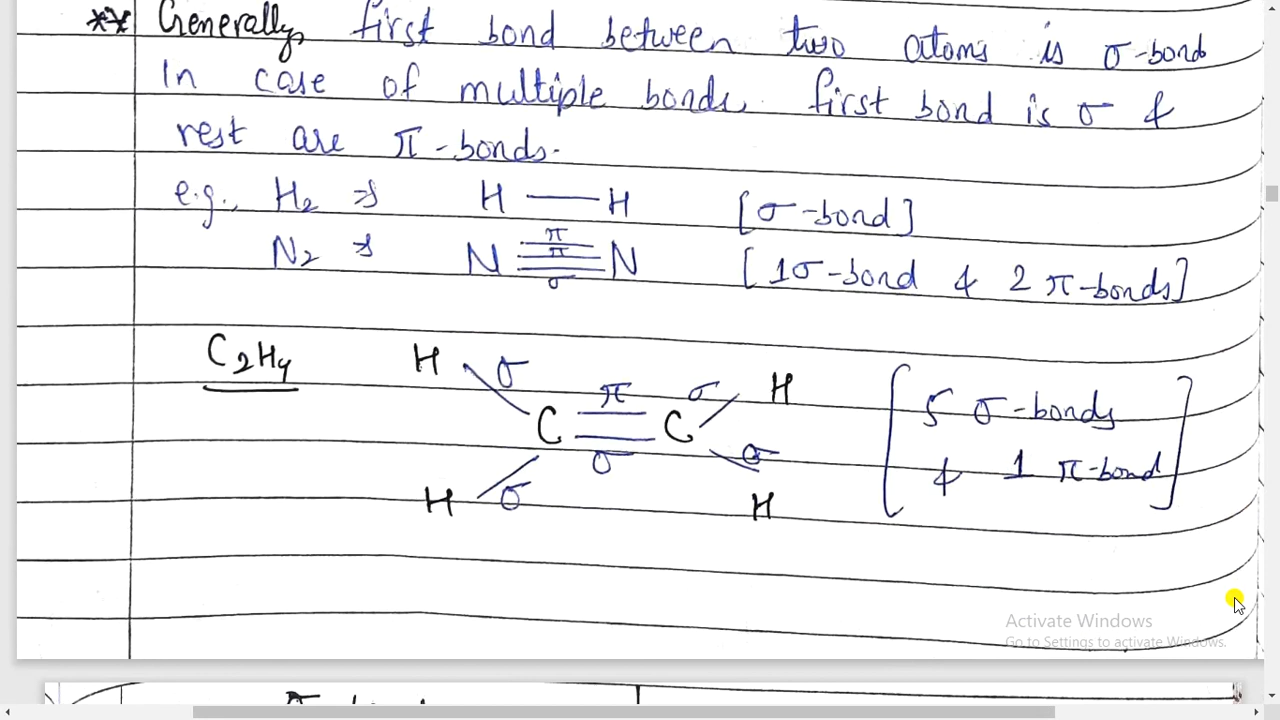 ** Generally, first bond between two atoms is σ-bond
In case of multiple bonds, first bond is σ &
rest are π-bonds.
e.g., H2 ⇒ H — H [σ-bond]
π
π
N2 ⇒ N ≡ N [1σ-bond & 2 π-bonds]
σ
C2H4 H σ π σ H 5 σ-bonds
C = C
σ σ & 1 π-bond
H σ H
Activate Windows
Go to Settings to activate Windows.